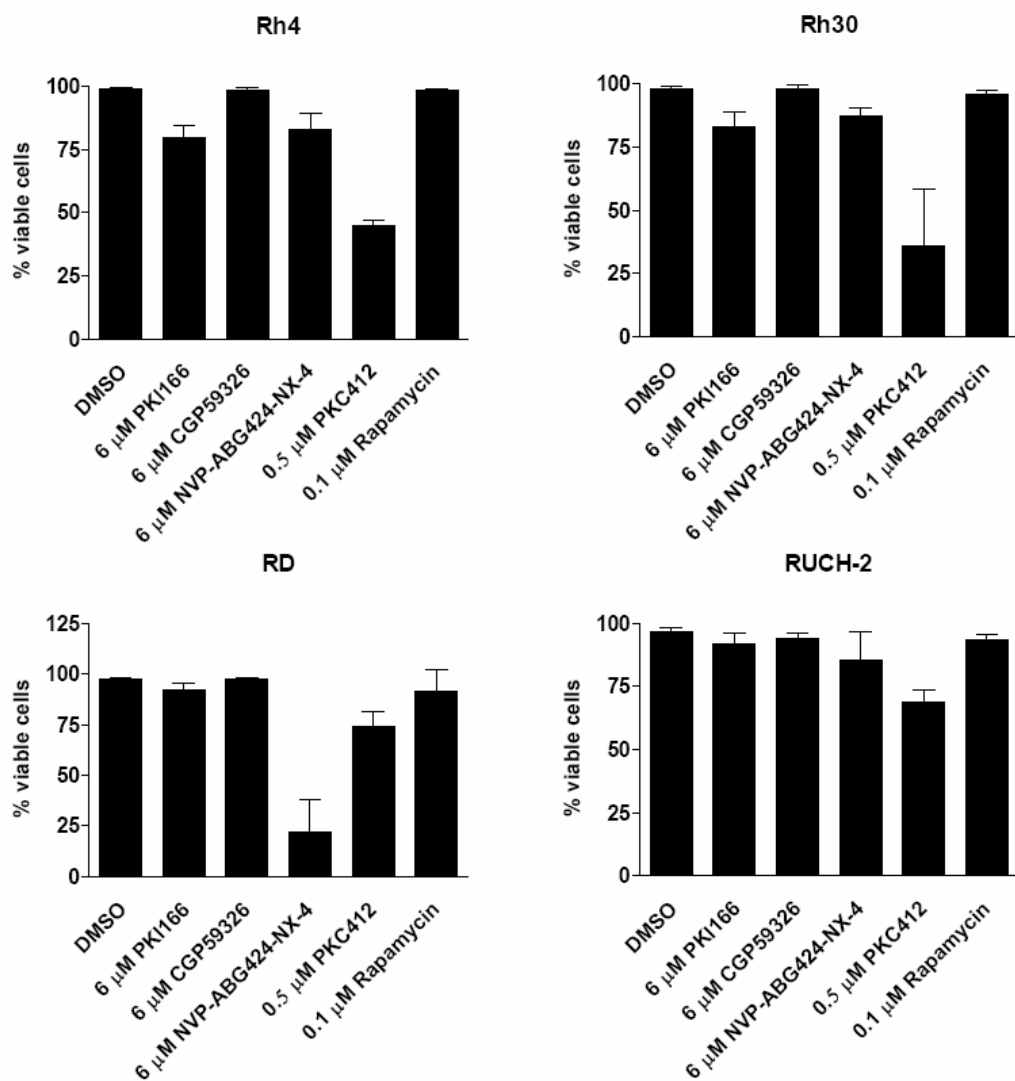 Rh4
% viable cells
100
75
50
25
0
DMSO
6 μM PKI166
6 μM CGP59326
6 μM NVP-ABG424-NX-4
0.5 μM PKC412
0.1 μM Rapamycin
Rh30
% viable cells
100
75
50
25
0
DMSO
6 μM PKI166
6 μM CGP59326
6 μM NVP-ABG424-NX-4
0.5 μM PKC412
0.1 μM Rapamycin
RD
% viable cells
125
100
75
50
25
0
DMSO
6 μM PKI166
6 μM CGP59326
6 μM NVP-ABG424-NX-4
0.5 μM PKC412
0.1 μM Rapamycin
RUCH-2
% viable cells
100
75
50
25
0
DMSO
6 μM PKI166
6 μM CGP59326
6 μM NVP-ABG424-NX-4
0.5 μM PKC412
0.1 μM Rapamycin